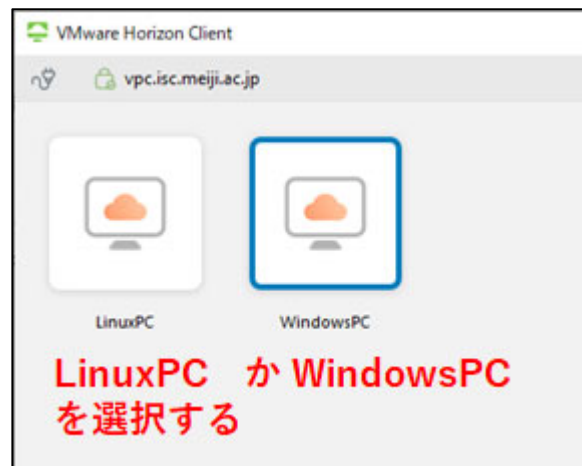 VMware Horizon Client
vpc.isc.meiji.ac.jp
LinuxPC
WindowsPC
LinuxPC か WindowsPC
を選択する